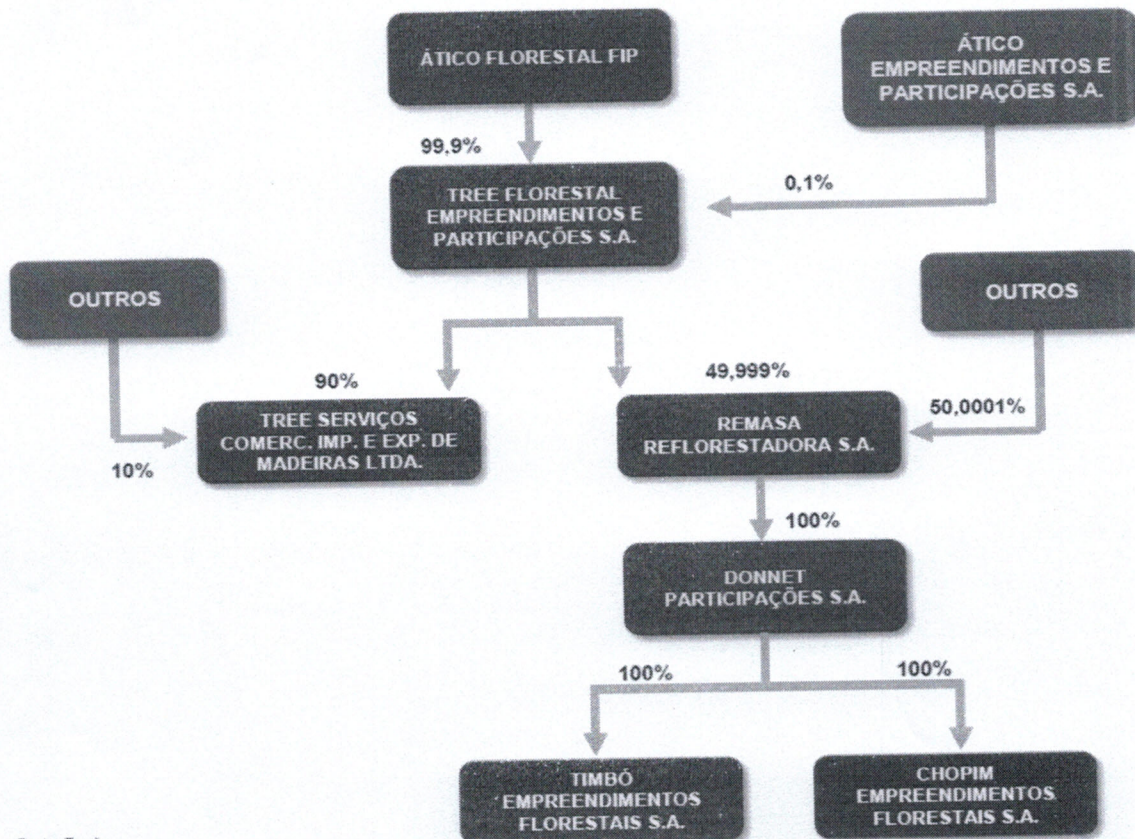 ÁTICO FLORESTAL FIP
ÁTICO
EMPREENDIMENTOS E
PARTICIPAÇÕES S.A.
99,9%
0,1%
TREE FLORESTAL
EMPREENDIMENTOS E
PARTICIPAÇÕES S.A.
OUTROS
OUTROS
90%
49,999%
50,0001%
10%
TREE SERVIÇOS
COMERC. IMP. E EXP. DE
MADEIRAS LTDA.
REMASA
REFLORESTADORA S.A.
100%
DONNET
PARTICIPAÇÕES S.A.
100%
100%
TIMBÓ
EMPREENDIMENTOS
FLORESTAIS S.A.
CHOPIM
EMPREENDIMENTOS
FLORESTAIS S.A.